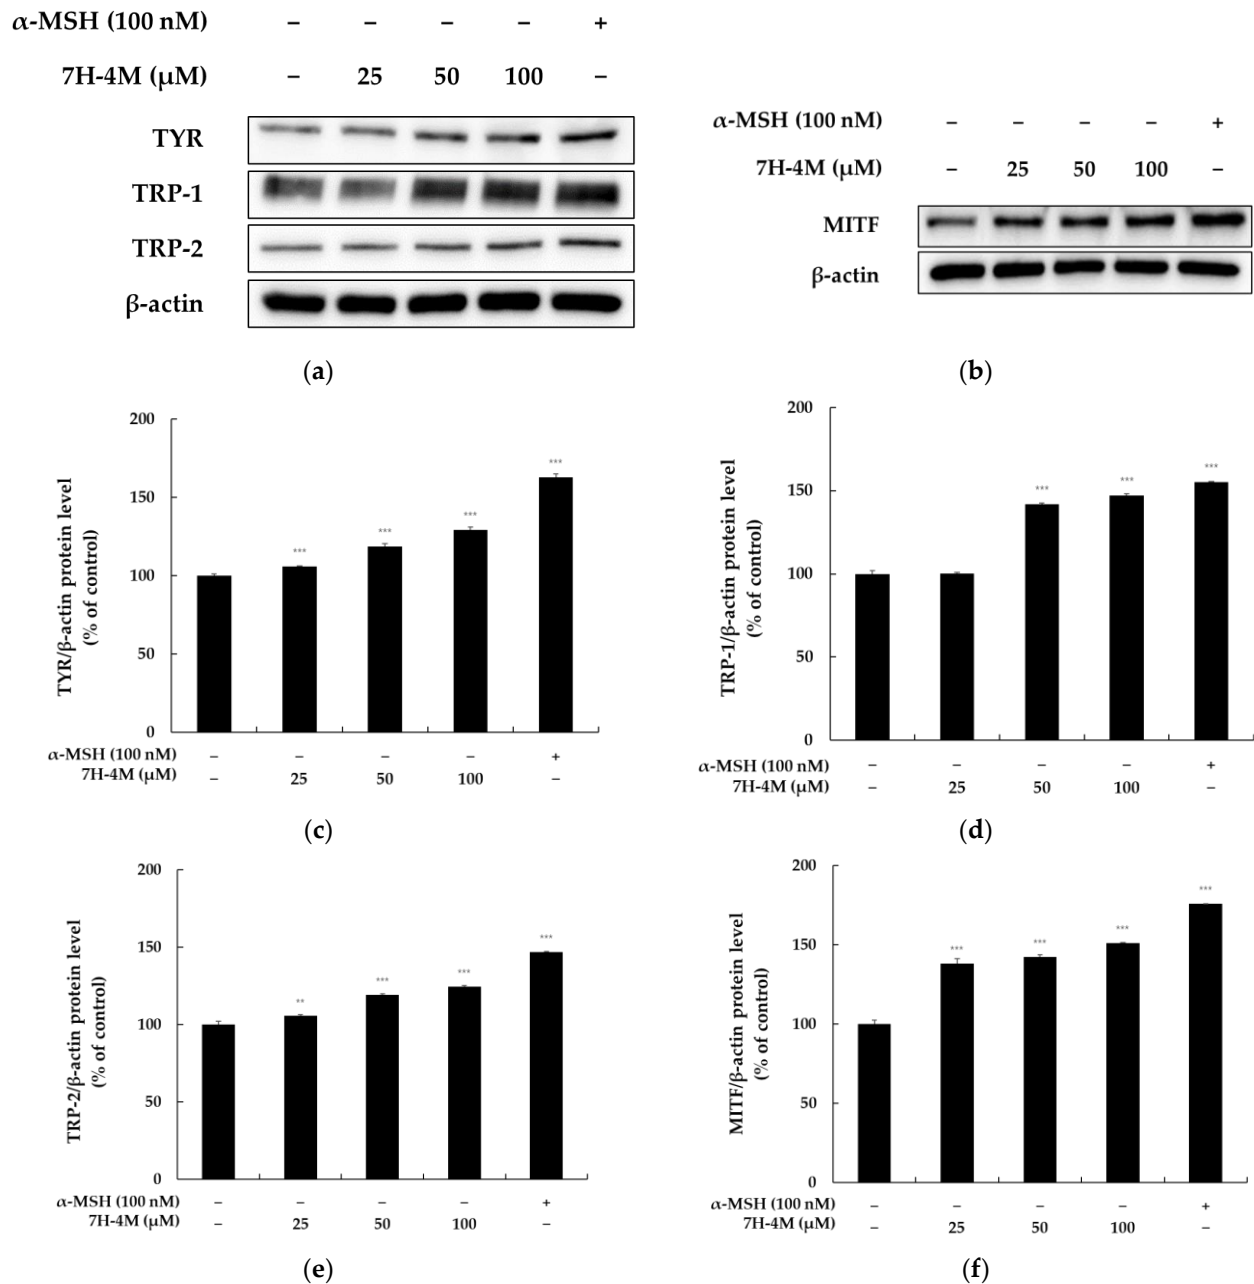 α-MSH (100 nM) – – – – +
7H-4M (μM) – 25 50 100 –
TYR
TRP-1
TRP-2
β-actin
(a)
α-MSH (100 nM) – – – – +
7H-4M (μM) – 25 50 100 –
MITF
β-actin
(b)
TYR/β-actin protein level
(% of control)
200
150
100
50
0
***
***
***
***
α-MSH (100 nM) – – – – +
7H-4M (μM) – 25 50 100 –
(c)
TRP-1/β-actin protein level
(% of control)
200
150
100
50
0
***
***
***
α-MSH (100 nM) – – – – +
7H-4M (μM) – 25 50 100 –
(d)
TRP-2/β-actin protein level
(% of control)
200
150
100
50
0
**
***
***
***
α-MSH (100 nM) – – – – +
7H-4M (μM) – 25 50 100 –
(e)
MITF/β-actin protein level
(% of control)
200
150
100
50
0
***
***
***
***
α-MSH (100 nM) – – – – +
7H-4M (μM) – 25 50 100 –
(f)